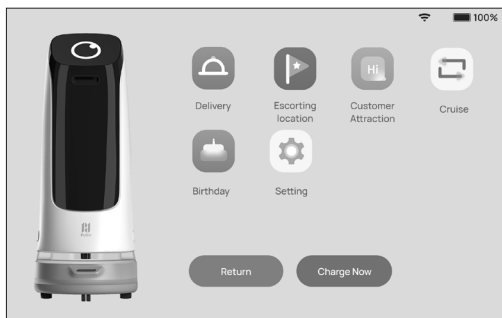 100%
Delivery
Escorting
location
Hi
Customer
Attraction
Cruise
Birthday
Setting
Return
Charge Now